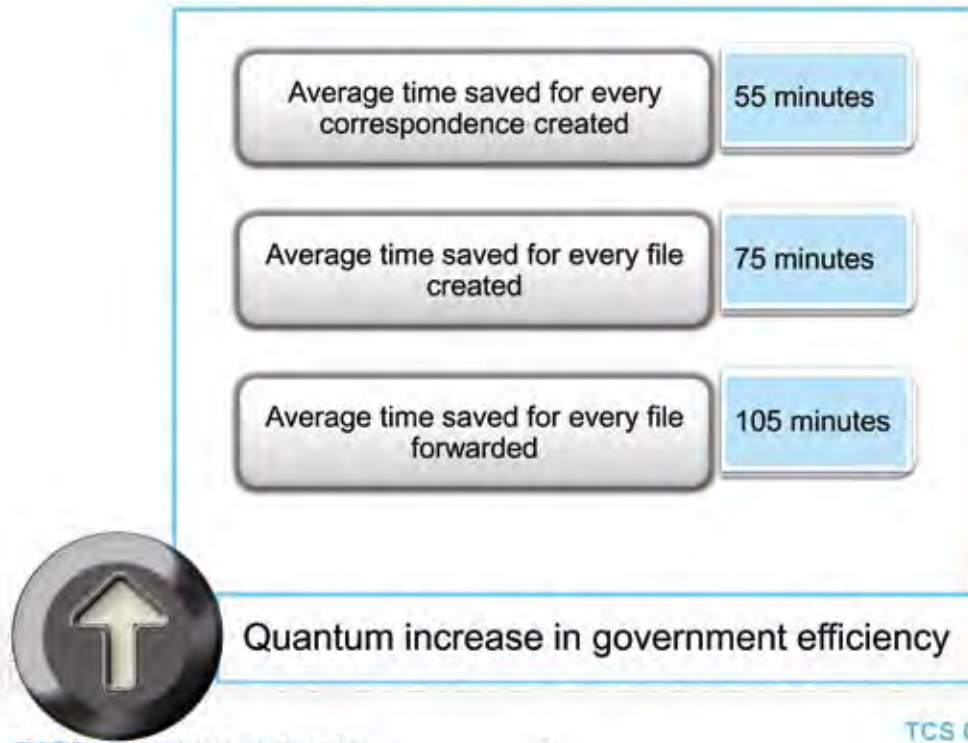 Average time saved for every
correspondence created
55 minutes
Average time saved for every file
created
75 minutes
Average time saved for every file
forwarded
105 minutes
Quantum increase in government efficiency
TCS